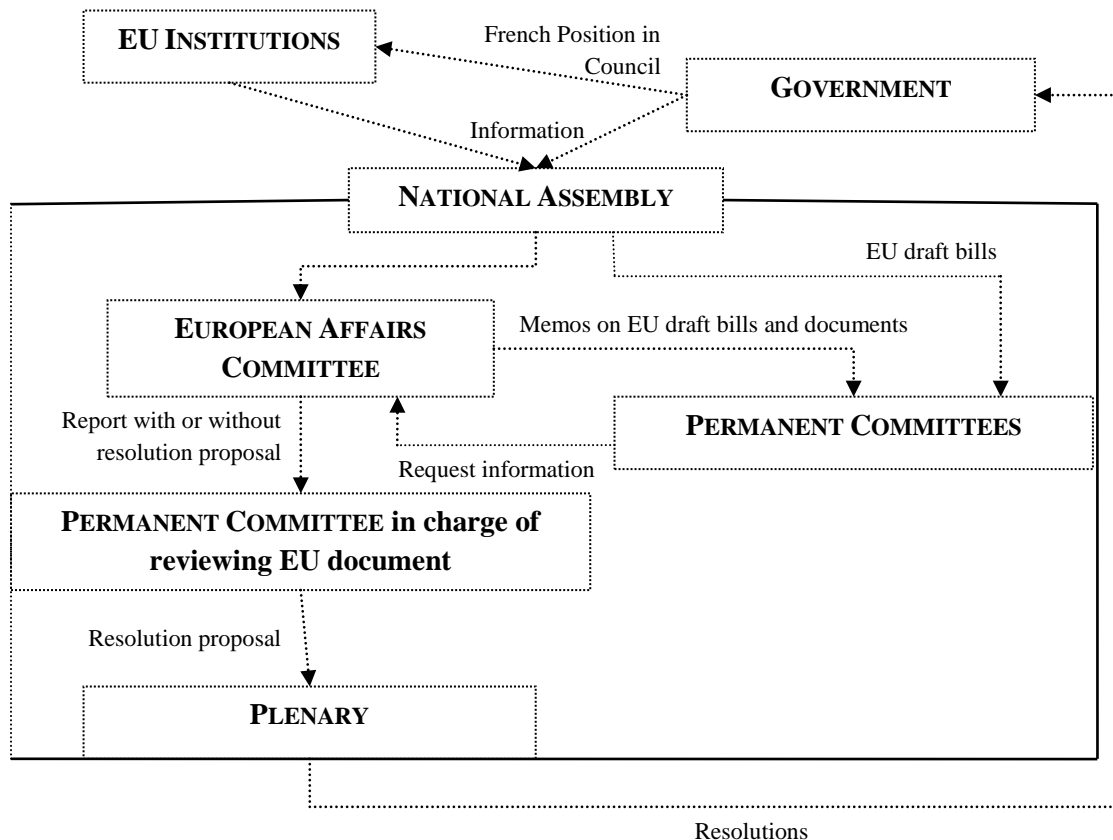 EU INSTITUTIONS
French Position in
Council
GOVERNMENT
Information
NATIONAL ASSEMBLY
EU draft bills
EUROPEAN AFFAIRS
COMMITTEE
Memos on EU draft bills and documents
Report with or without
resolution proposal
PERMANENT COMMITTEES
Request information
PERMANENT COMMITTEE in charge of
reviewing EU document
Resolution proposal
PLENARY
Resolutions